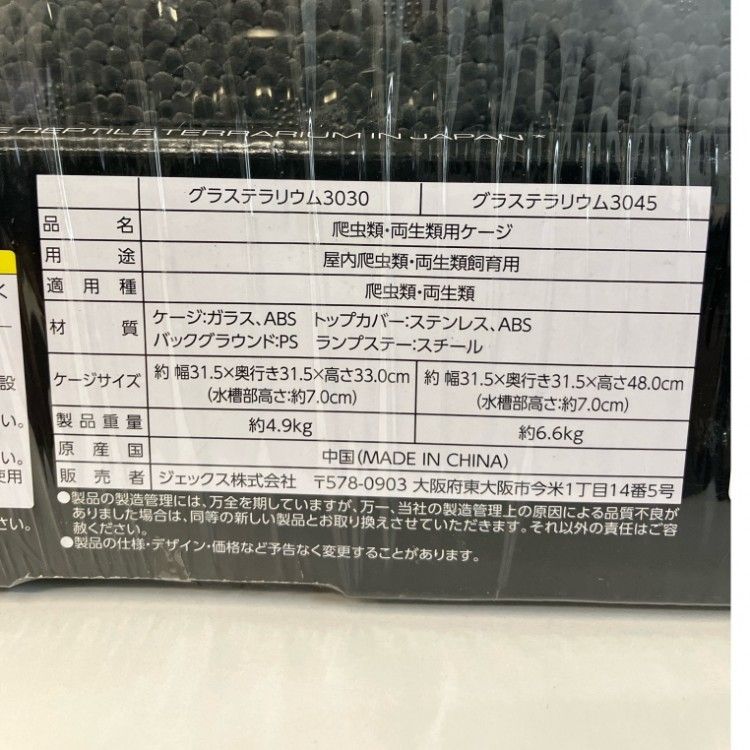 E REPTILE TERRARIUM IN JAPAN *
グラステラリウム3030 グラステラリウム3045
品名 爬虫類・両生類用ケージ
用途 屋内爬虫類・両生類飼育用
適用種 爬虫類・両生類
材質 ケージ:ガラス、ABS トップカバー:ステンレス、ABS
バックグラウンド:PS ランプステー:スチール
ケージサイズ 約 幅31.5×奥行き31.5×高さ33.0cm 約 幅31.5×奥行き31.5×高さ48.0cm
(水槽部高さ:約7.0cm) (水槽部高さ:約7.0cm)
製品重量 約4.9kg 約6.6kg
原産国 中国(MADE IN CHINA)
販売者 ジェックス株式会社 〒578-0903 大阪府東大阪市今米1丁目14番5号
●製品の製造管理には、万全を期していますが、万一、当社の製造管理上の原因による品質不良が
ありました場合は、同等の新しい製品とお取り換えさせていただきます。それ以外の責任はご容
赦ください。
●製品の仕様・デザイン・価格など予告なく変更することがあります。
く
設
い。
い。
使用
さい。